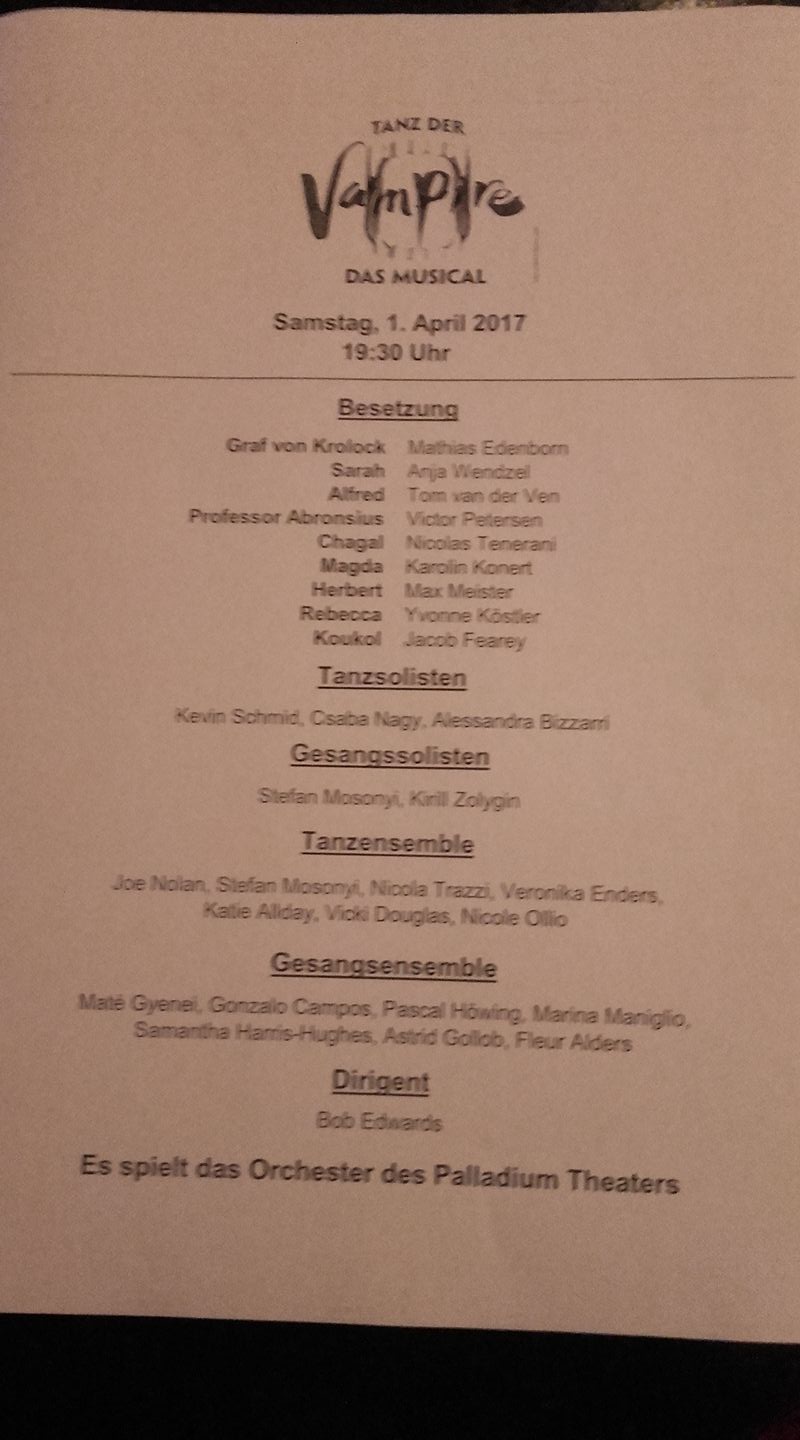 TANZ DER
Vampire
DAS MUSICAL
Samstag, 1. April 2017
19:30 Uhr
Besetzung
Graf von Krolock Mathias Edenborn
Sarah Anja Wendzel
Alfred Tom van der Ven
Professor Abronsius Victor Petersen
Chagal Nicolas Tenerani
Magda Karolin Konert
Herbert Max Meister
Rebecca Yvonne Köstler
Koukol Jacob Fearey
Tanzsolisten
Kevin Schmid, Csaba Nagy, Alessandra Bizzarri
Gesangssolisten
Stefan Mosonyi, Kirill Zolygin
Tanzensemble
Joe Nolan, Stefan Mosonyi, Nicola Trazzi, Veronika Enders,
Katie Allday, Vicki Douglas, Nicole Ollio
Gesangsensemble
Maté Gyenei, Gonzalo Campos, Pascal Höwing, Marina Maniglio,
Samantha Harris-Hughes, Astrid Gollob, Fleur Alders
Dirigent
Bob Edwards
Es spielt das Orchester des Palladium Theaters